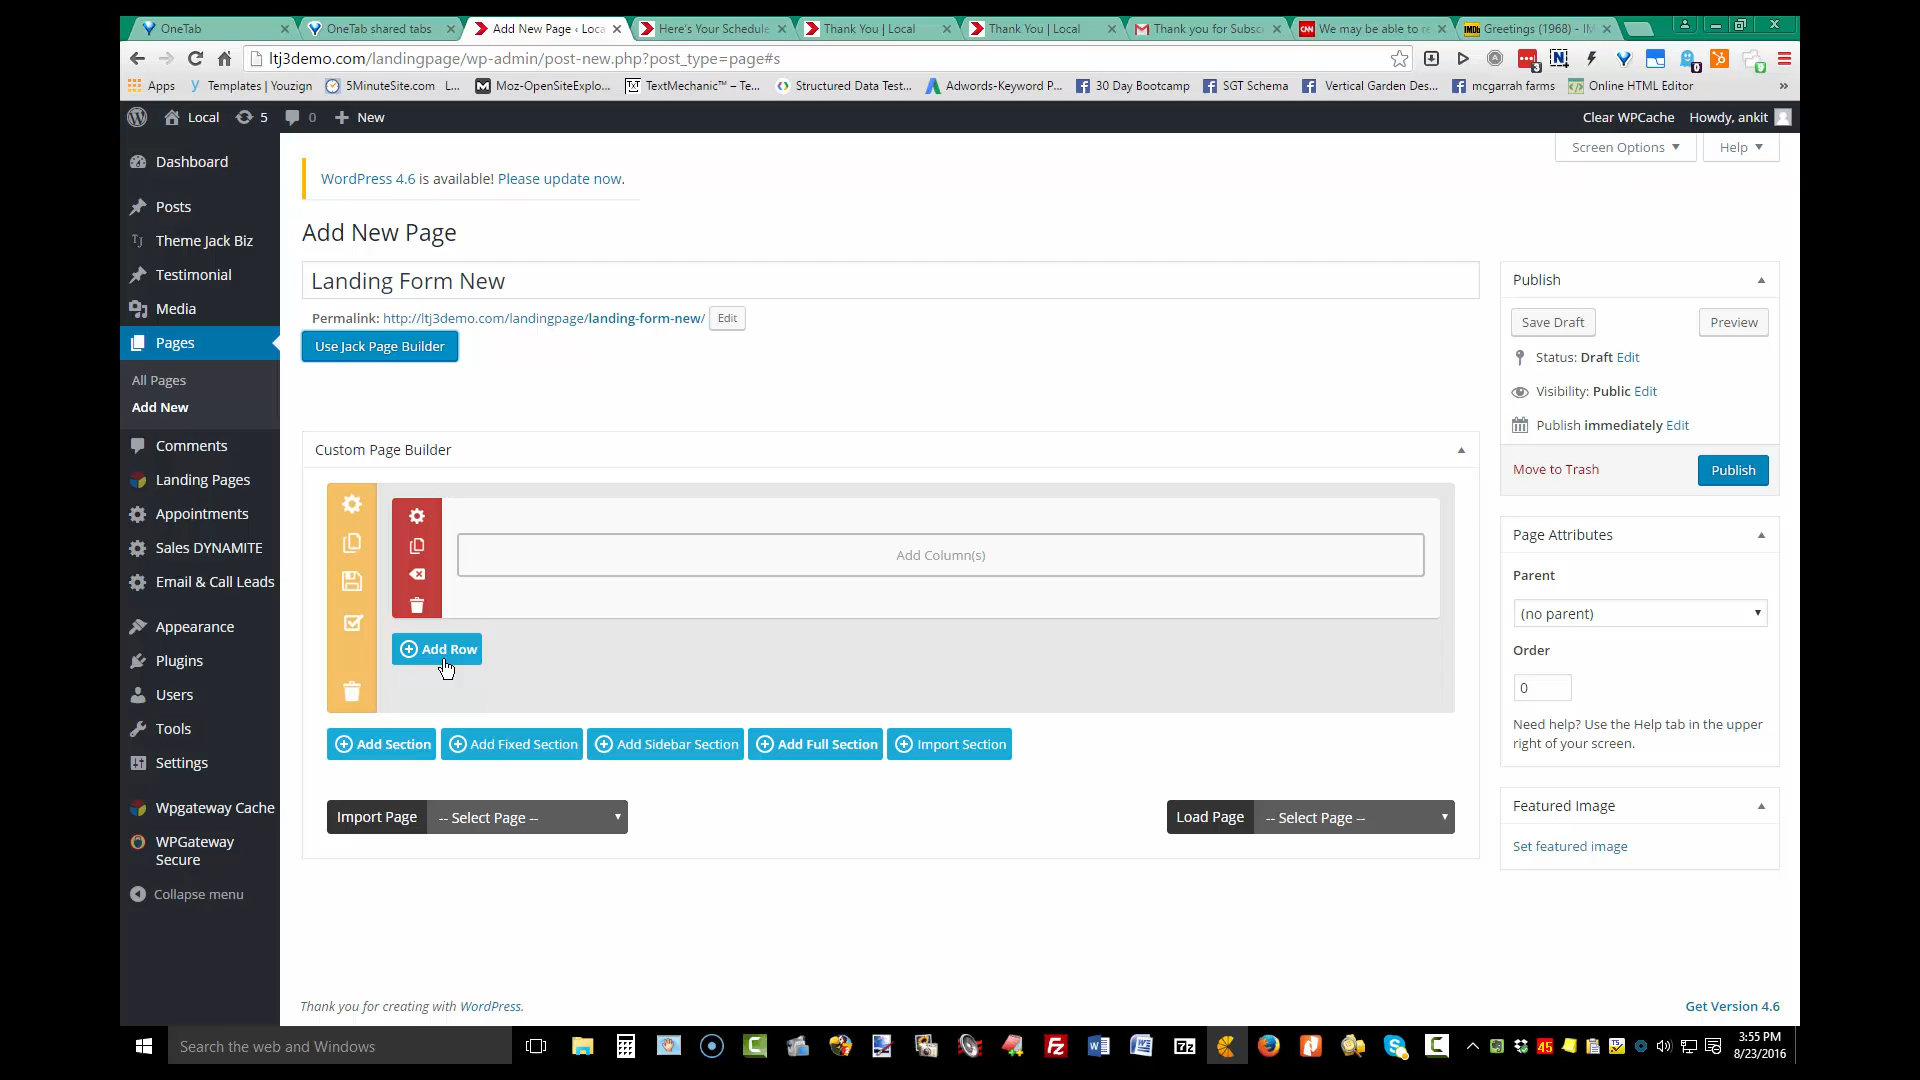 OneTab
OneTab shared tabs
Add New Page ‹ Loca
Here's Your Schedule
Thank You | Local
Thank You | Local
Thank you for Subsc
CNN We may be able to re
IMDb Greetings (1968) - IM
ltj3demo.com/landingpage/wp-admin/post-new.php?post_type=page#s
Apps
Templates | Youzign
5MinuteSite.com L...
Moz-OpenSiteExplo...
TextMechanic™ – Te...
Structured Data Test...
Adwords-Keyword P...
30 Day Bootcamp
SGT Schema
Vertical Garden Des...
mcgarrah farms
Online HTML Editor
»
Local
5
0
New
Clear WPCache
Howdy, ankit
Dashboard
Posts
Theme Jack Biz
Testimonial
Media
Pages
All Pages
Add New
Comments
Landing Pages
Appointments
Sales DYNAMITE
Email & Call Leads
Appearance
Plugins
Users
Tools
Settings
Wpgateway Cache
WPGateway
Secure
Collapse menu
Screen Options
Help
WordPress 4.6 is available! Please update now.
Add New Page
Landing Form New
Permalink: http://ltj3demo.com/landingpage/landing-form-new/ Edit
Use Jack Page Builder
Custom Page Builder
Add Column(s)
Add Row
Add Section
Add Fixed Section
Add Sidebar Section
Add Full Section
Import Section
Import Page
-- Select Page --
Load Page
-- Select Page --
Publish
Save Draft
Preview
Status: Draft Edit
Visibility: Public Edit
Publish immediately Edit
Move to Trash
Publish
Page Attributes
Parent
(no parent)
Order
0
Need help? Use the Help tab in the upper
right of your screen.
Featured Image
Set featured image
Thank you for creating with WordPress.
Get Version 4.6
Search the web and Windows
7z
45
3:55 PM
8/23/2016